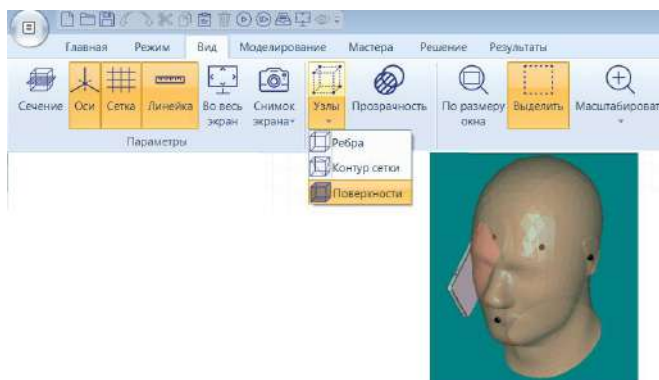 Главная Режим Вид Моделирование Мастера Решение Результаты
Сечение Оси Сетка Линейка Во весь экран Снимок экрана Узлы Прозрачность По размеру окна Выделить Масштабироват
Параметры
Ребра
Контур сетки
Поверхности